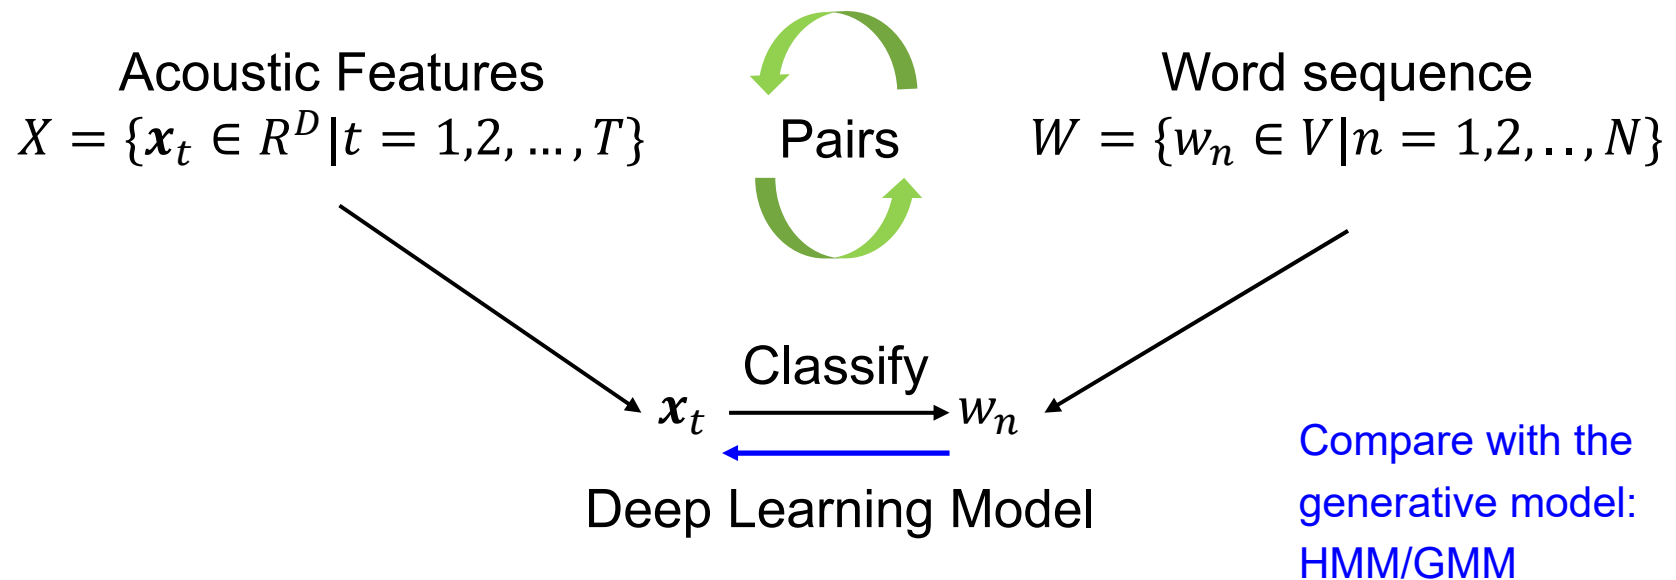 Acoustic Features
X = {x_t ∈ R^D|t = 1,2, … , T}
Pairs
Word sequence
W = {w_n ∈ V|n = 1,2, . . , N}
Classify
x_t
w_n
Deep Learning Model
Compare with the
generative model:
HMM/GMM